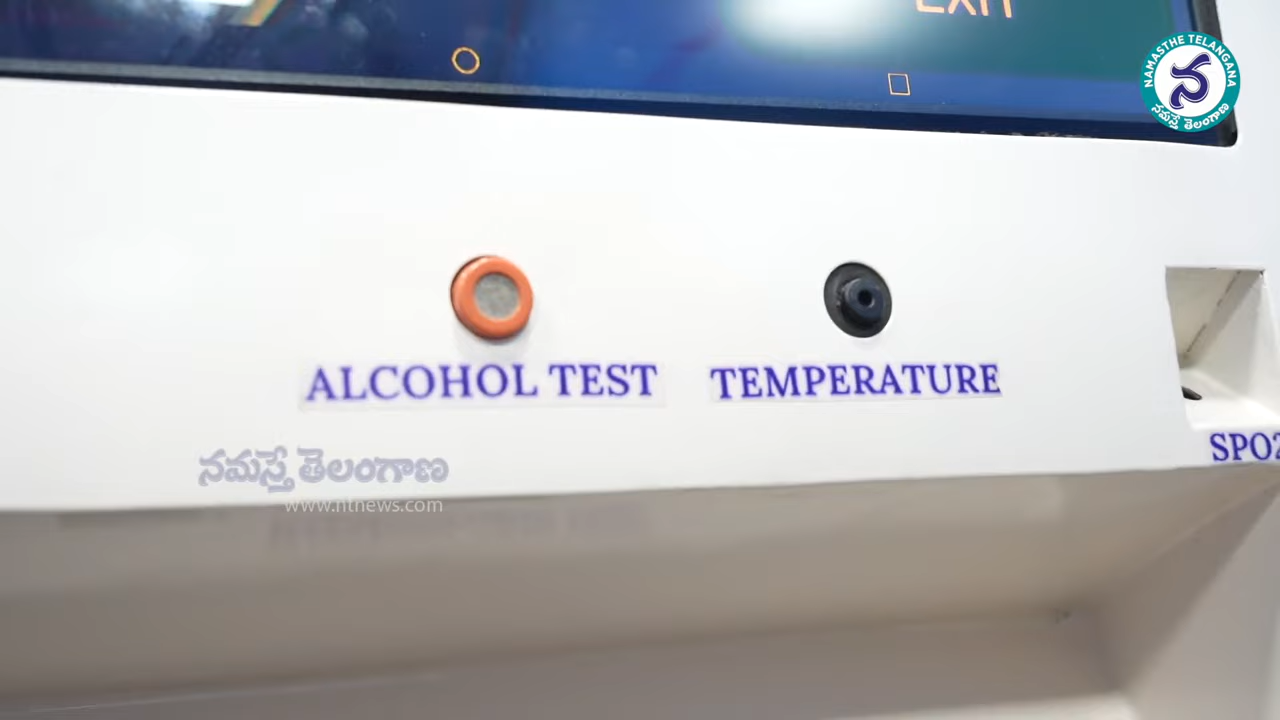 EXIT
NAMASTHE TELANGANA
నమస్తే తెలంగాణ
ALCOHOL TEST
TEMPERATURE
SPO2
నమస్తే తెలంగాణ
www.ntnews.com